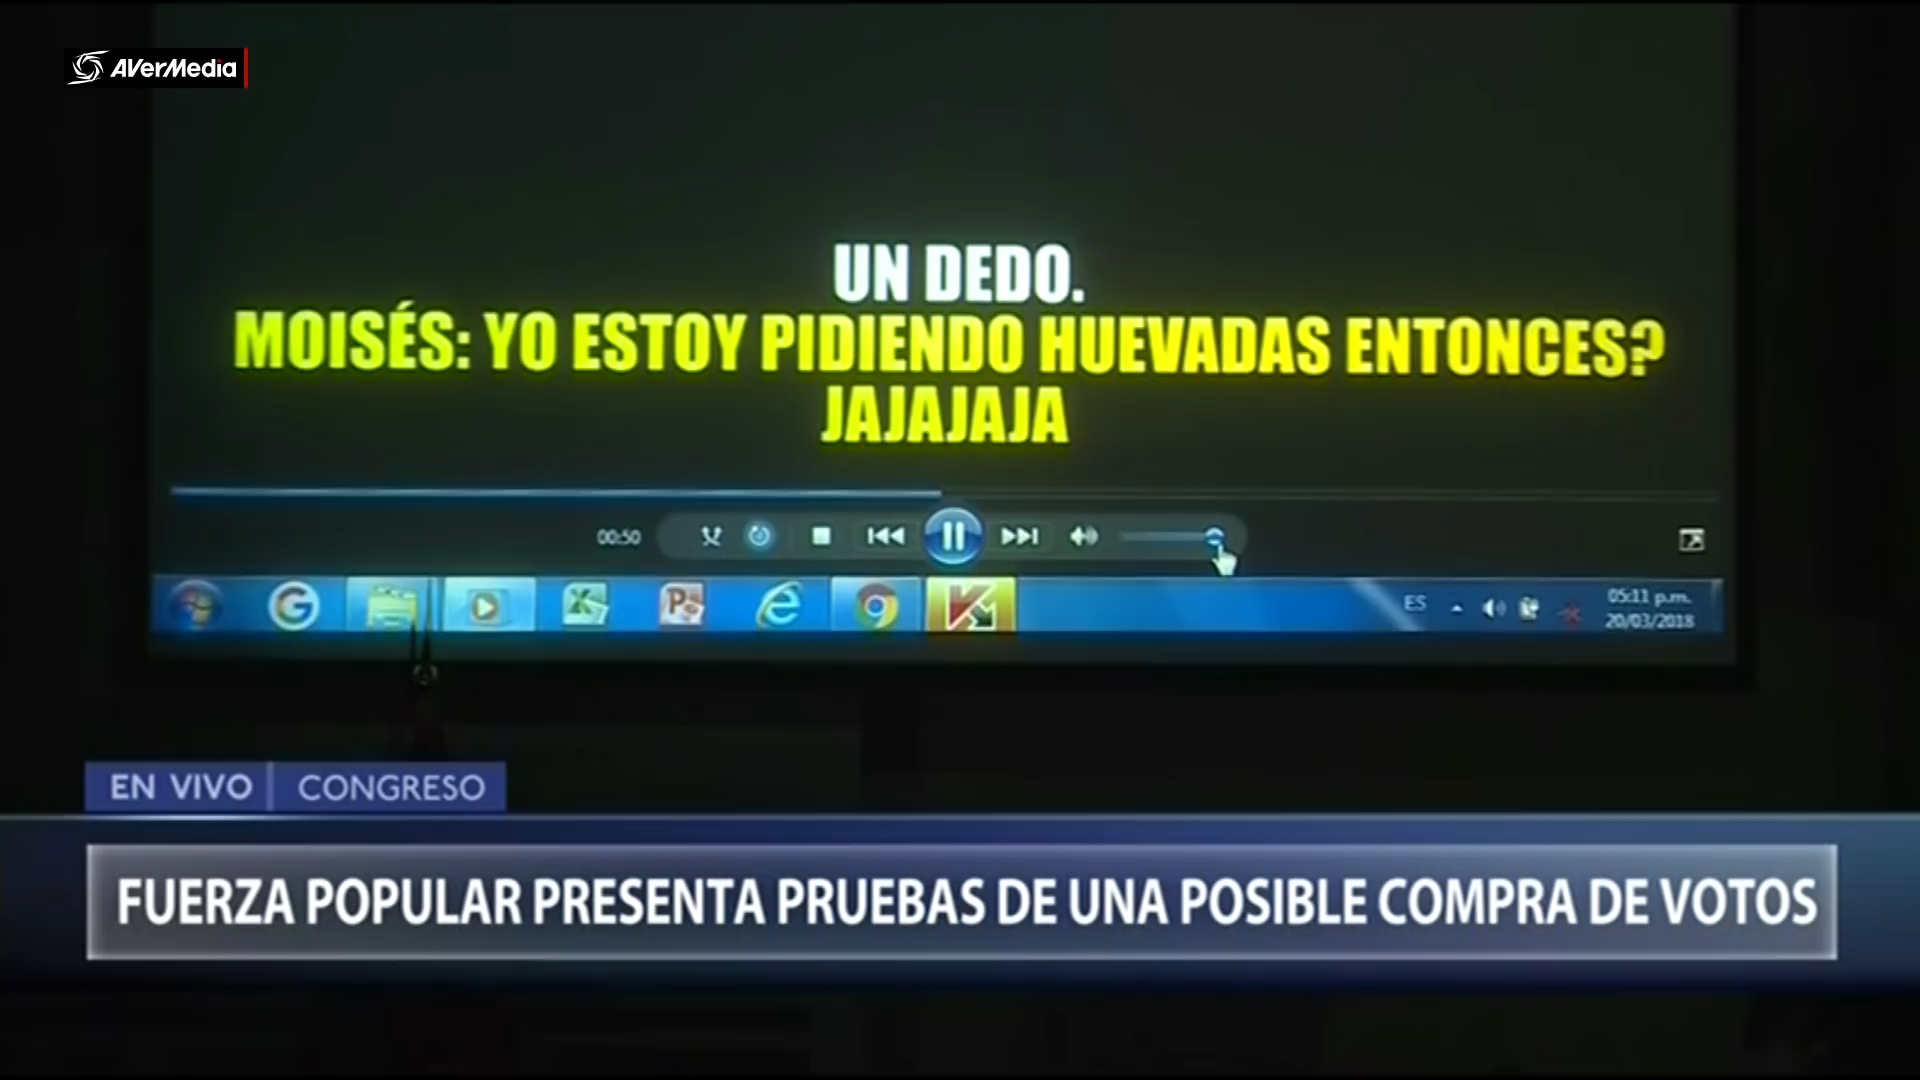 AVerMedia
UN DEDO.
MOISÉS: YO ESTOY PIDIENDO HUEVADAS ENTONCES?
JAJAJAJA
00:50
ES
05:11 p.m.
20/03/2018
EN VIVO CONGRESO
FUERZA POPULAR PRESENTA PRUEBAS DE UNA POSIBLE COMPRA DE VOTOS